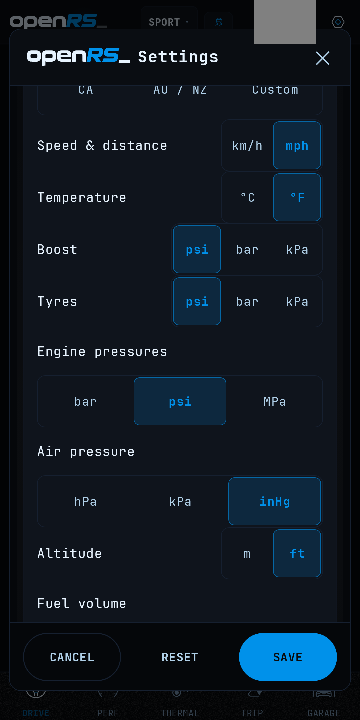 SPORT
openRS_ Settings
CA AU / NZ Custom
Speed & distance km/h mph
Temperature °C °F
Boost psi bar kPa
Tyres psi bar kPa
Engine pressures
bar psi MPa
Air pressure
hPa kPa inHg
Altitude m ft
Fuel volume
CANCEL RESET SAVE
DRIVE THERMAL TRIP GARAGE